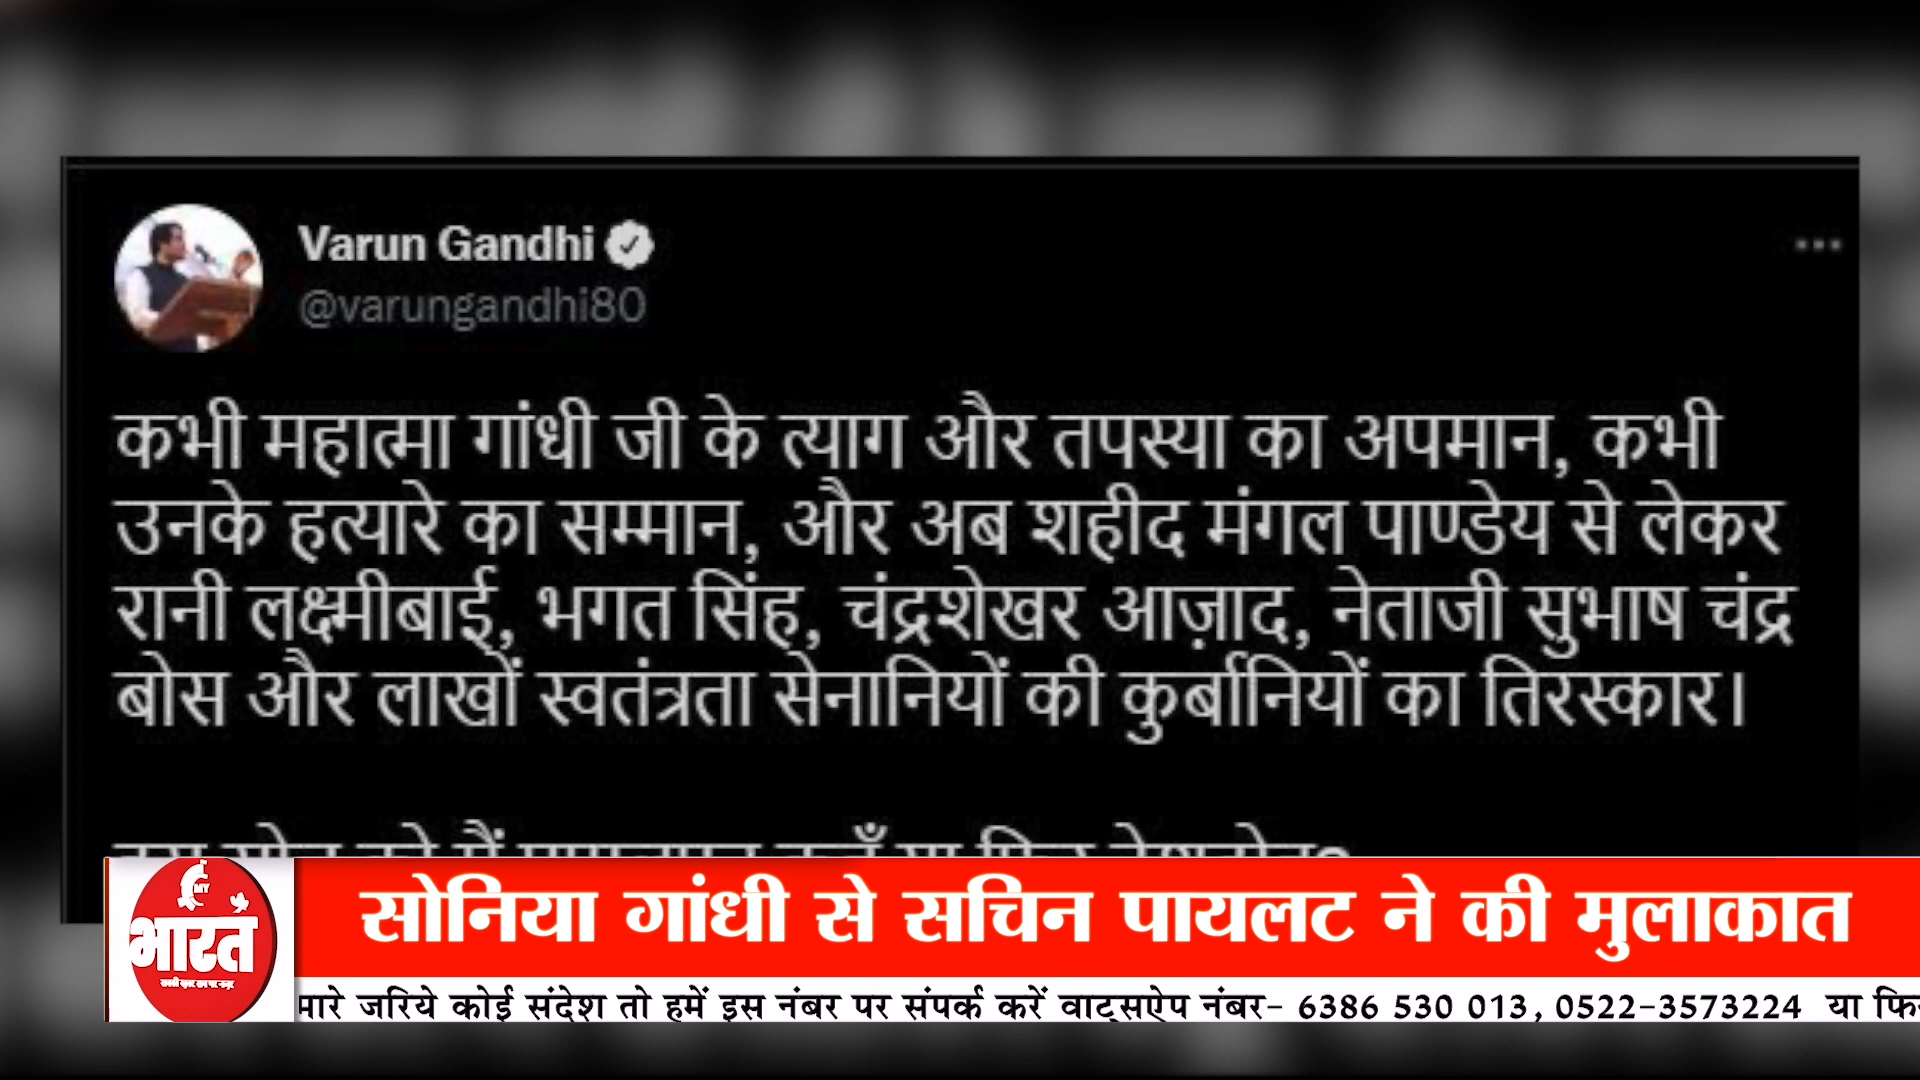 Varun Gandhi
@varungandhi80
कभी महात्मा गांधी जी के त्याग और तपस्या का अपमान, कभी
उनके हत्यारे का सम्मान, और अब शहीद मंगल पाण्डेय से लेकर
रानी लक्ष्मीबाई, भगत सिंह, चंद्रशेखर आज़ाद, नेताजी सुभाष चंद्र
बोस और लाखों स्वतंत्रता सेनानियों की कुर्बानियों का तिरस्कार।
MY
भारत
सोनिया गांधी से सचिन पायलट ने की मुलाकात
मारे जरिये कोई संदेश तो हमें इस नंबर पर संपर्क करें वाट्सऐप नंबर- 6386 530 013, 0522-3573224 या